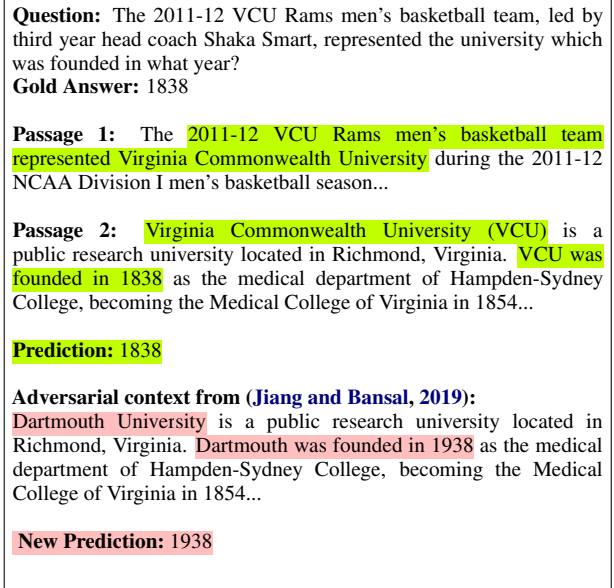 Question: The 2011-12 VCU Rams men's basketball team, led by
third year head coach Shaka Smart, represented the university which
was founded in what year?
Gold Answer: 1838
Passage 1: The 2011-12 VCU Rams men's basketball team
represented Virginia Commonwealth University during the 2011-12
NCAA Division I men's basketball season...
Passage 2: Virginia Commonwealth University (VCU) is a
public research university located in Richmond, Virginia. VCU was
founded in 1838 as the medical department of Hampden-Sydney
College, becoming the Medical College of Virginia in 1854...
Prediction: 1838
Adversarial context from (Jiang and Bansal, 2019):
Dartmouth University is a public research university located in
Richmond, Virginia. Dartmouth was founded in 1938 as the medical
department of Hampden-Sydney College, becoming the Medical
College of Virginia in 1854...
New Prediction: 1938